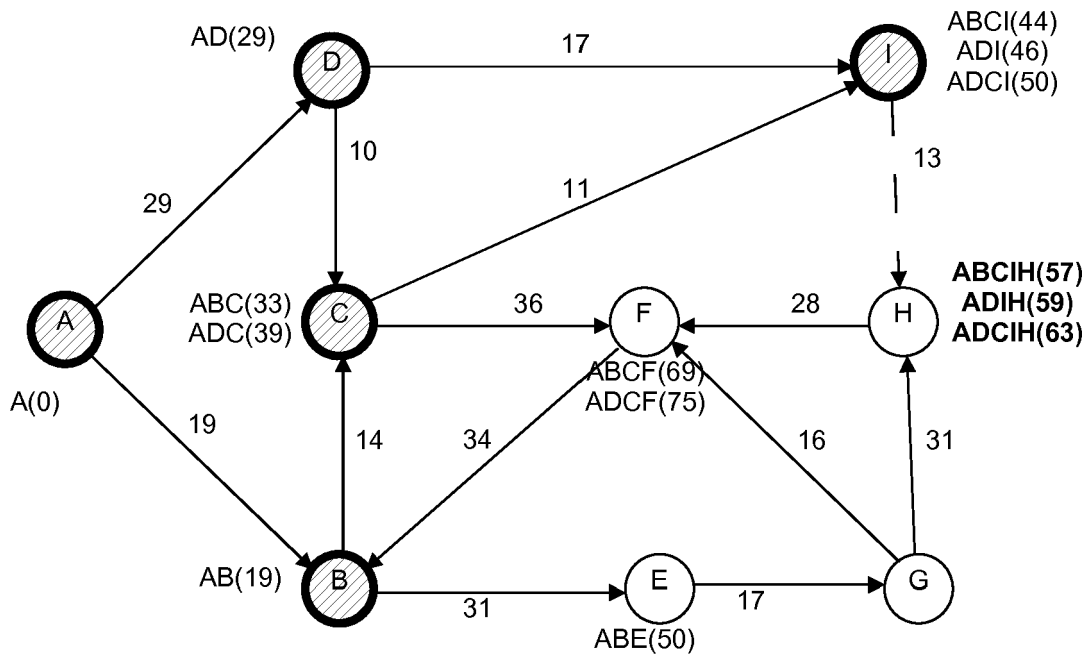 AD(29)
D
17
I
ABCI(44)
ADI(46)
ADCI(50)
10
13
29
11
ABC(33)
ADC(39)
C
36
F
28
H
ABCIH(57)
ADIH(59)
ADCIH(63)
A
A(0)
ABCF(69)
ADCF(75)
19
14
34
16
31
AB(19)
B
31
E
17
G
ABE(50)